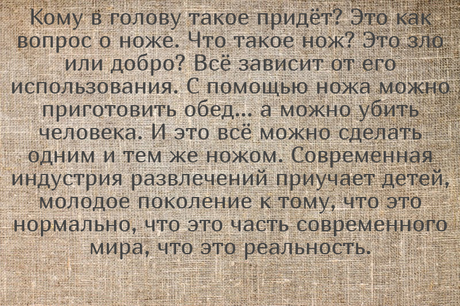 Кому в голову такое придёт? Это как
вопрос о ноже. Что такое нож? Это зло
или добро? Всё зависит от его
использования. С помощью ножа можно
приготовить обед... а можно убить
человека. И это всё можно сделать
одним и тем же ножом. Современная
индустрия развлечений приучает детей,
молодое поколение к тому, что это
нормально, что это часть современного
мира, что это реальность.